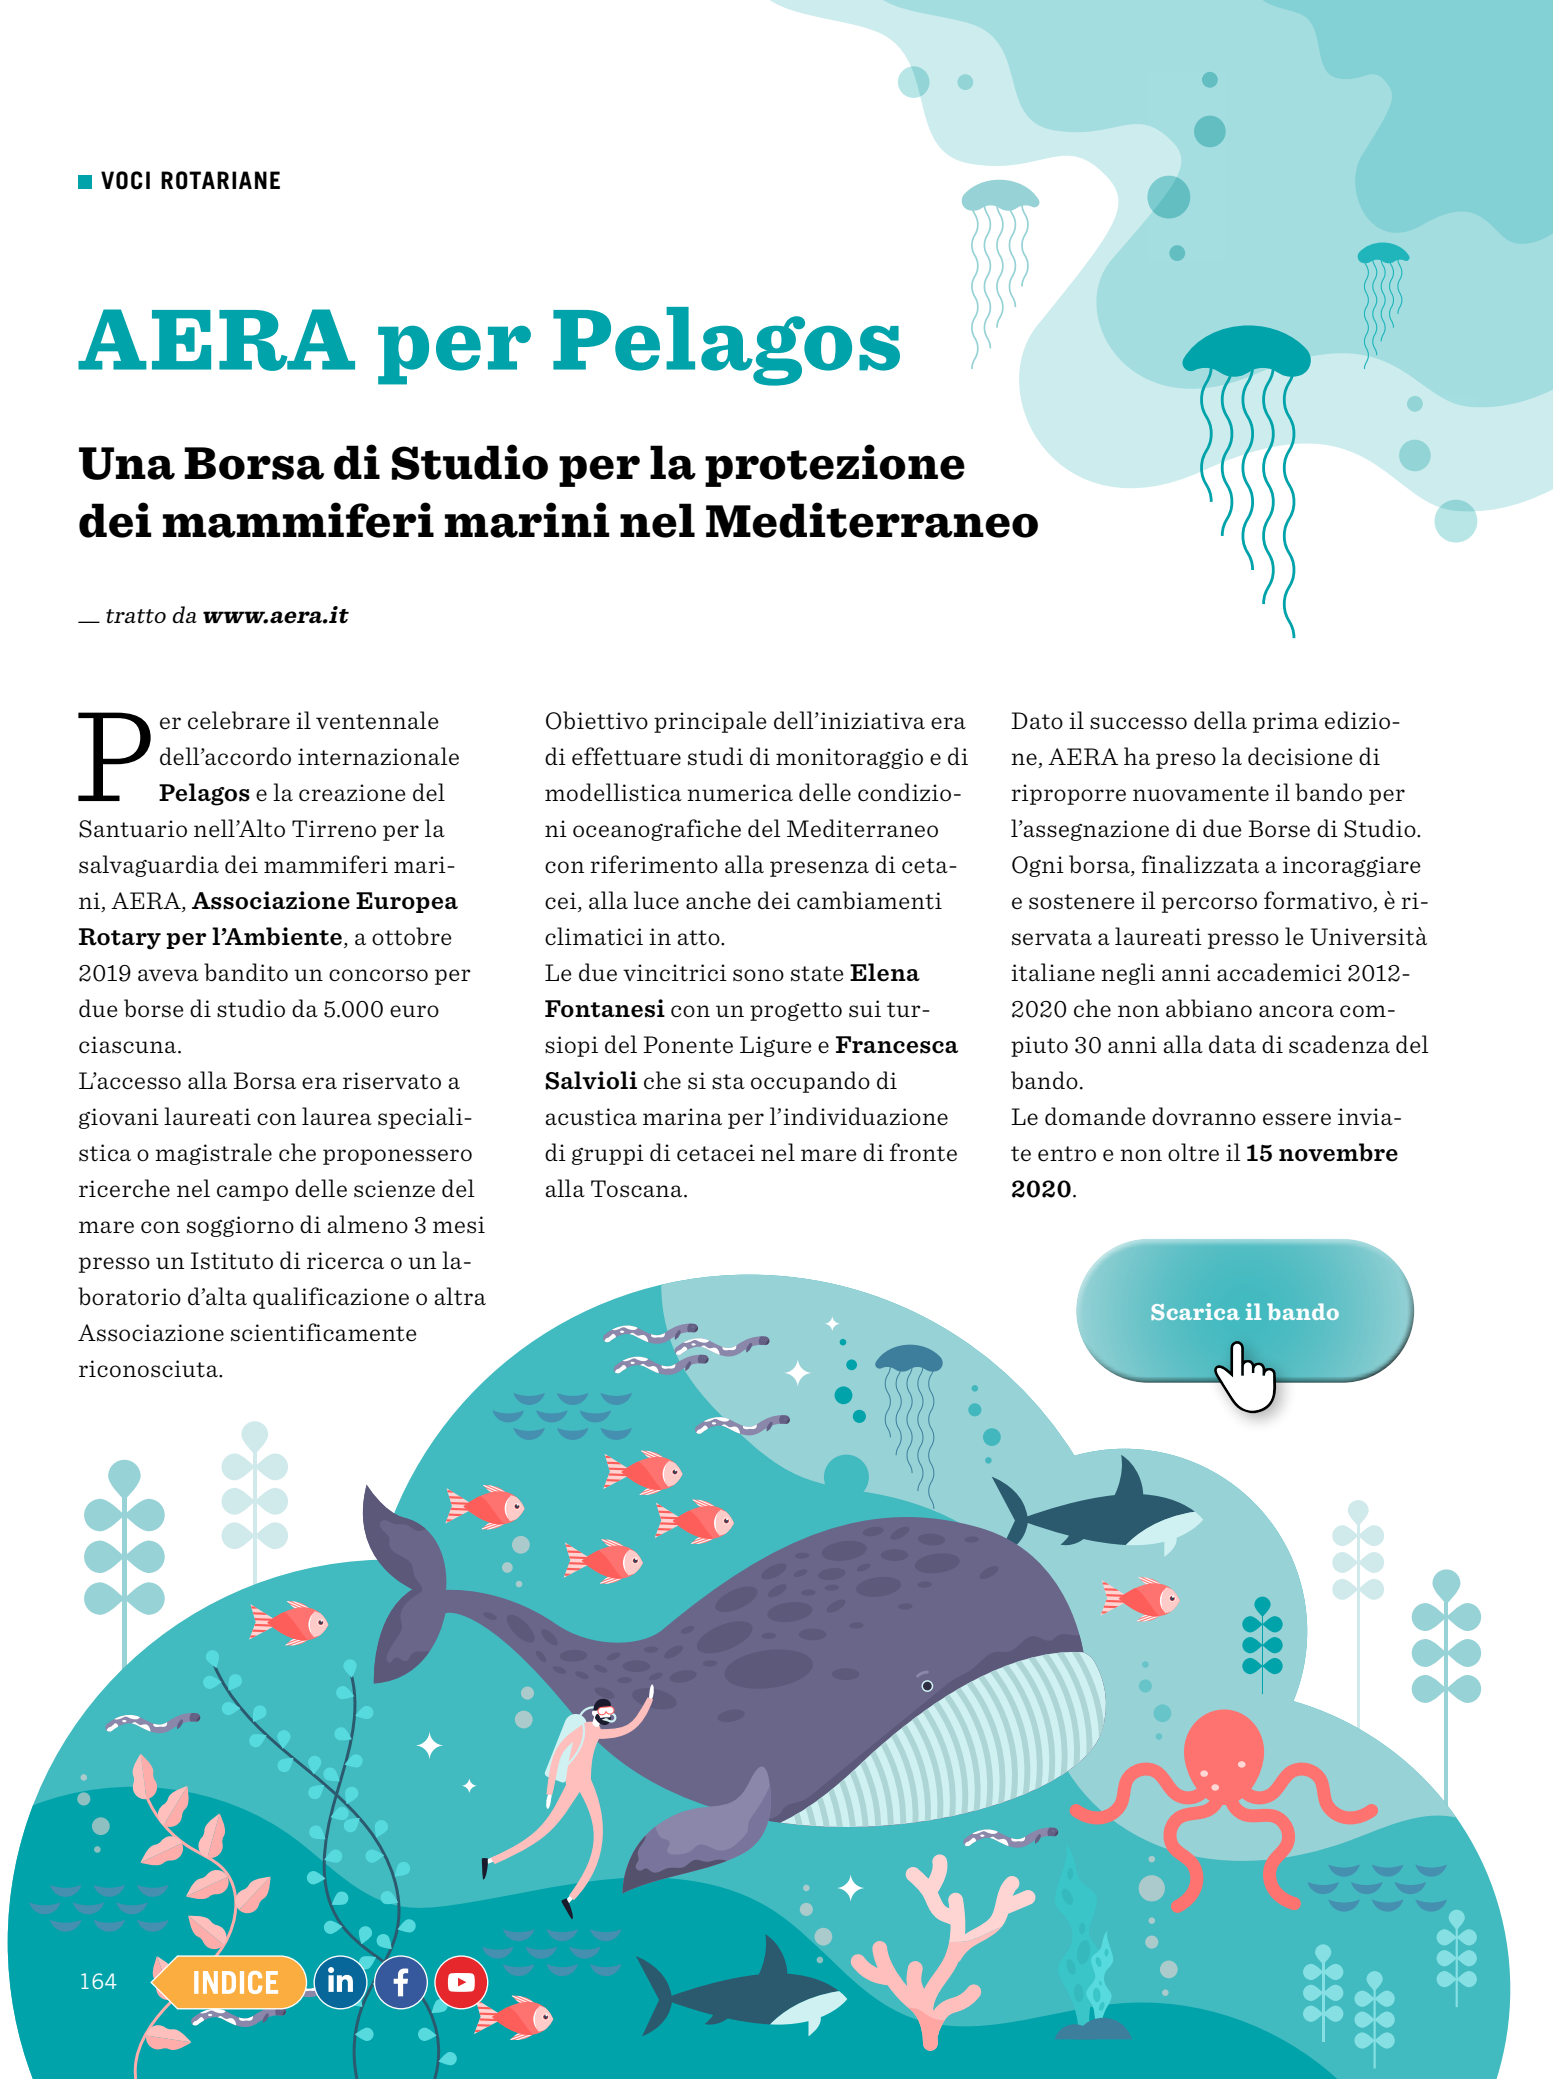 VOCI ROTARIANE
AERA per Pelagos
Una Borsa di Studio per la protezione
dei mammiferi marini nel Mediterraneo
— tratto da www.aera.it
Per celebrare il ventennale
dell'accordo internazionale
Pelagos e la creazione del
Santuario nell'Alto Tirreno per la
salvaguardia dei mammiferi mari-
ni, AERA, Associazione Europea
Rotary per l'Ambiente, a ottobre
2019 aveva bandito un concorso per
due borse di studio da 5.000 euro
ciascuna.
L'accesso alla Borsa era riservato a
giovani laureati con laurea speciali-
stica o magistrale che proponessero
ricerche nel campo delle scienze del
mare con soggiorno di almeno 3 mesi
presso un Istituto di ricerca o un la-
boratorio d'alta qualificazione o altra
Associazione scientificamente
riconosciuta.
Obiettivo principale dell'iniziativa era
di effettuare studi di monitoraggio e di
modellistica numerica delle condizio-
ni oceanografiche del Mediterraneo
con riferimento alla presenza di ceta-
cei, alla luce anche dei cambiamenti
climatici in atto.
Le due vincitrici sono state Elena
Fontanesi con un progetto sui tur-
siopi del Ponente Ligure e Francesca
Salvioli che si sta occupando di
acustica marina per l'individuazione
di gruppi di cetacei nel mare di fronte
alla Toscana.
Dato il successo della prima edizio-
ne, AERA ha preso la decisione di
riproporre nuovamente il bando per
l'assegnazione di due Borse di Studio.
Ogni borsa, finalizzata a incoraggiare
e sostenere il percorso formativo, è ri-
servata a laureati presso le Università
italiane negli anni accademici 2012-
2020 che non abbiano ancora com-
piuto 30 anni alla data di scadenza del
bando.
Le domande dovranno essere invia-
te entro e non oltre il 15 novembre
2020.
Scarica il bando
164
INDICE
in
f